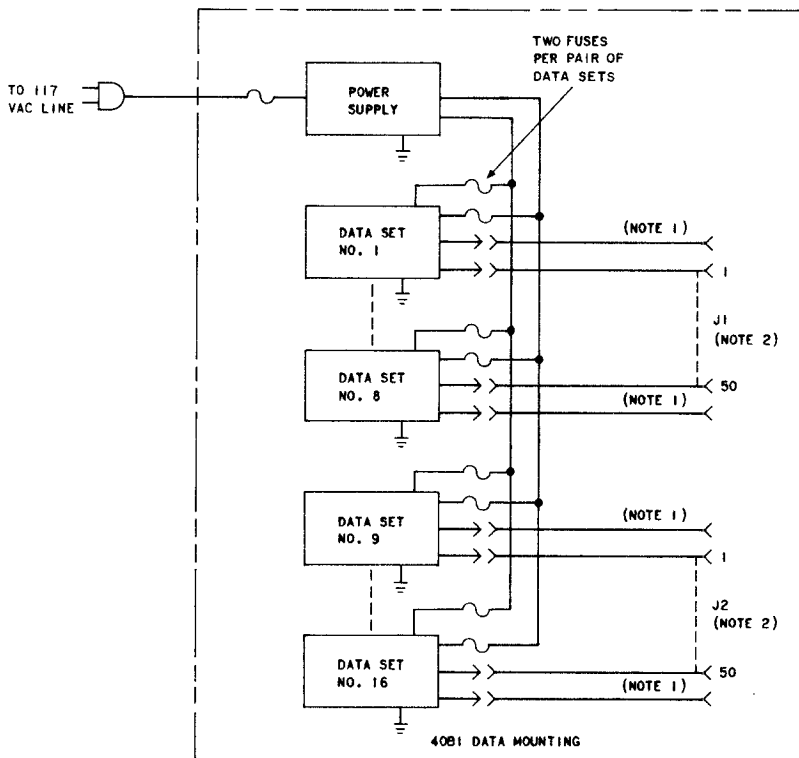 TWO FUSES
PER PAIR OF
DATA SETS
TO 117
VAC LINE
POWER
SUPPLY
DATA SET
NO. 1
(NOTE 1)
1
J1
(NOTE 2)
DATA SET
NO. 8
50
(NOTE 1)
DATA SET
NO. 9
(NOTE 1)
1
J2
(NOTE 2)
DATA SET
NO. 16
50
(NOTE 1)
40B1 DATA MOUNTING